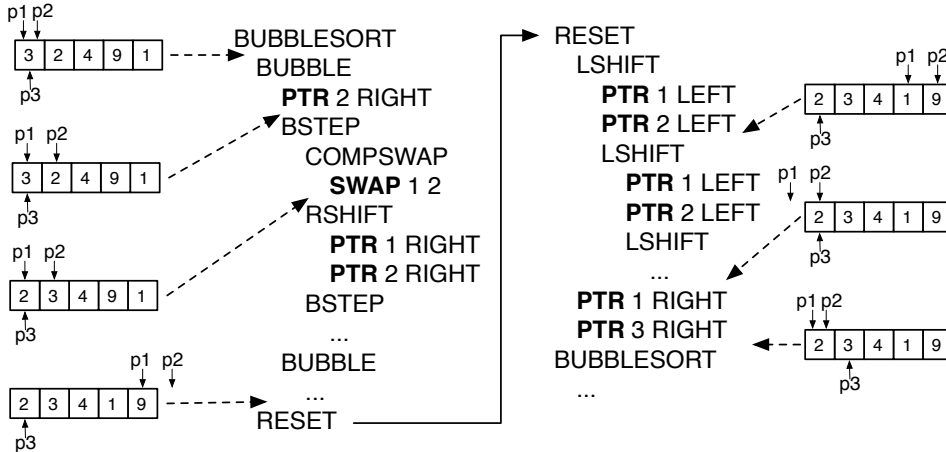 p1 p2
3 2 4 9 1
p3
p1 p2
3 2 4 9 1
p3
p1 p2
2 3 4 9 1
p3
p1 p2
2 3 4 1 9
p3
BUBBLESORT
BUBBLE
PTR 2 RIGHT
BSTEP
COMPSWAP
SWAP 1 2
RSHIFT
PTR 1 RIGHT
PTR 2 RIGHT
BSTEP
...
BUBBLE
...
RESET
RESET
LSHIFT
PTR 1 LEFT
PTR 2 LEFT
LSHIFT
PTR 1 LEFT
PTR 2 LEFT
LSHIFT
...
PTR 1 RIGHT
PTR 3 RIGHT
BUBBLESORT
...
p1 p2
2 3 4 1 9
p3
p1 p2
2 3 4 1 9
p3
p1 p2
2 3 4 1 9
p3